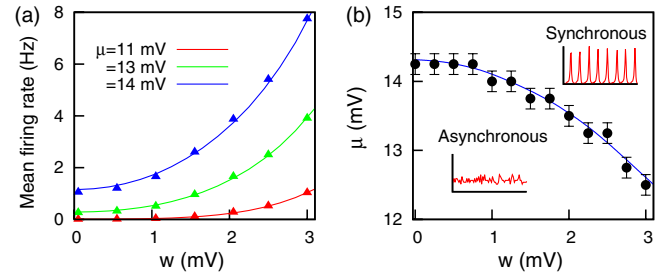 (a)
Mean firing rate (Hz)
8
6
4
2
0
μ=11 mV
=13 mV
=14 mV
0 1 2 3
w (mV)
(b)
μ (mV)
15
14
13
12
Synchronous
Asynchronous
0 1 2 3
w (mV)